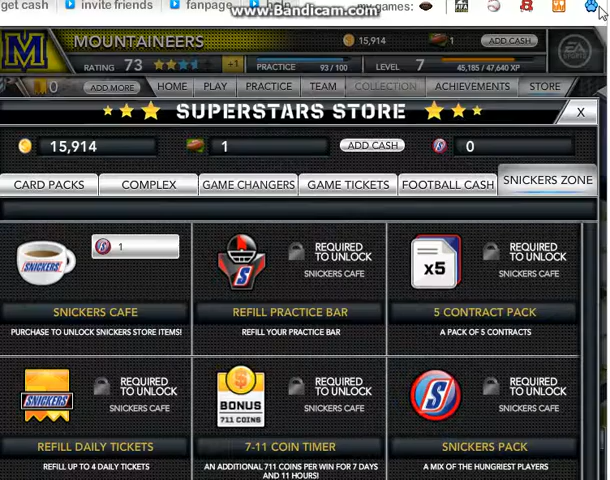 get cash invite friends fanpage help my games:
www.Bandicam.com
MOUNTAINEERS 15,914 1 ADD CASH
RATING 73 +1 PRACTICE 93 / 100 LEVEL 7 45,185 / 47,640 XP
EA SPORTS
0 ADD MORE HOME PLAY PRACTICE TEAM COLLECTION ACHIEVEMENTS STORE
SUPERSTARS STORE X
15,914 1 ADD CASH 0
CARD PACKS COMPLEX GAME CHANGERS GAME TICKETS FOOTBALL CASH SNICKERS ZONE
SNICKERS
1
SNICKERS CAFE
PURCHASE TO UNLOCK SNICKERS STORE ITEMS!
REQUIRED TO UNLOCK
SNICKERS CAFE
REFILL PRACTICE BAR
REFILL YOUR PRACTICE BAR
x5
REQUIRED TO UNLOCK
SNICKERS CAFE
5 CONTRACT PACK
A PACK OF 5 CONTRACTS
SNICKERS
REQUIRED TO UNLOCK
SNICKERS CAFE
REFILL DAILY TICKETS
REFILL UP TO 4 DAILY TICKETS
BONUS
711 COINS
REQUIRED TO UNLOCK
SNICKERS CAFE
7-11 COIN TIMER
AN ADDITIONAL 711 COINS PER WIN FOR 7 DAYS
AND 11 HOURS!
S
REQUIRED TO UNLOCK
SNICKERS CAFE
SNICKERS PACK
A MIX OF THE HUNGRIEST PLAYERS